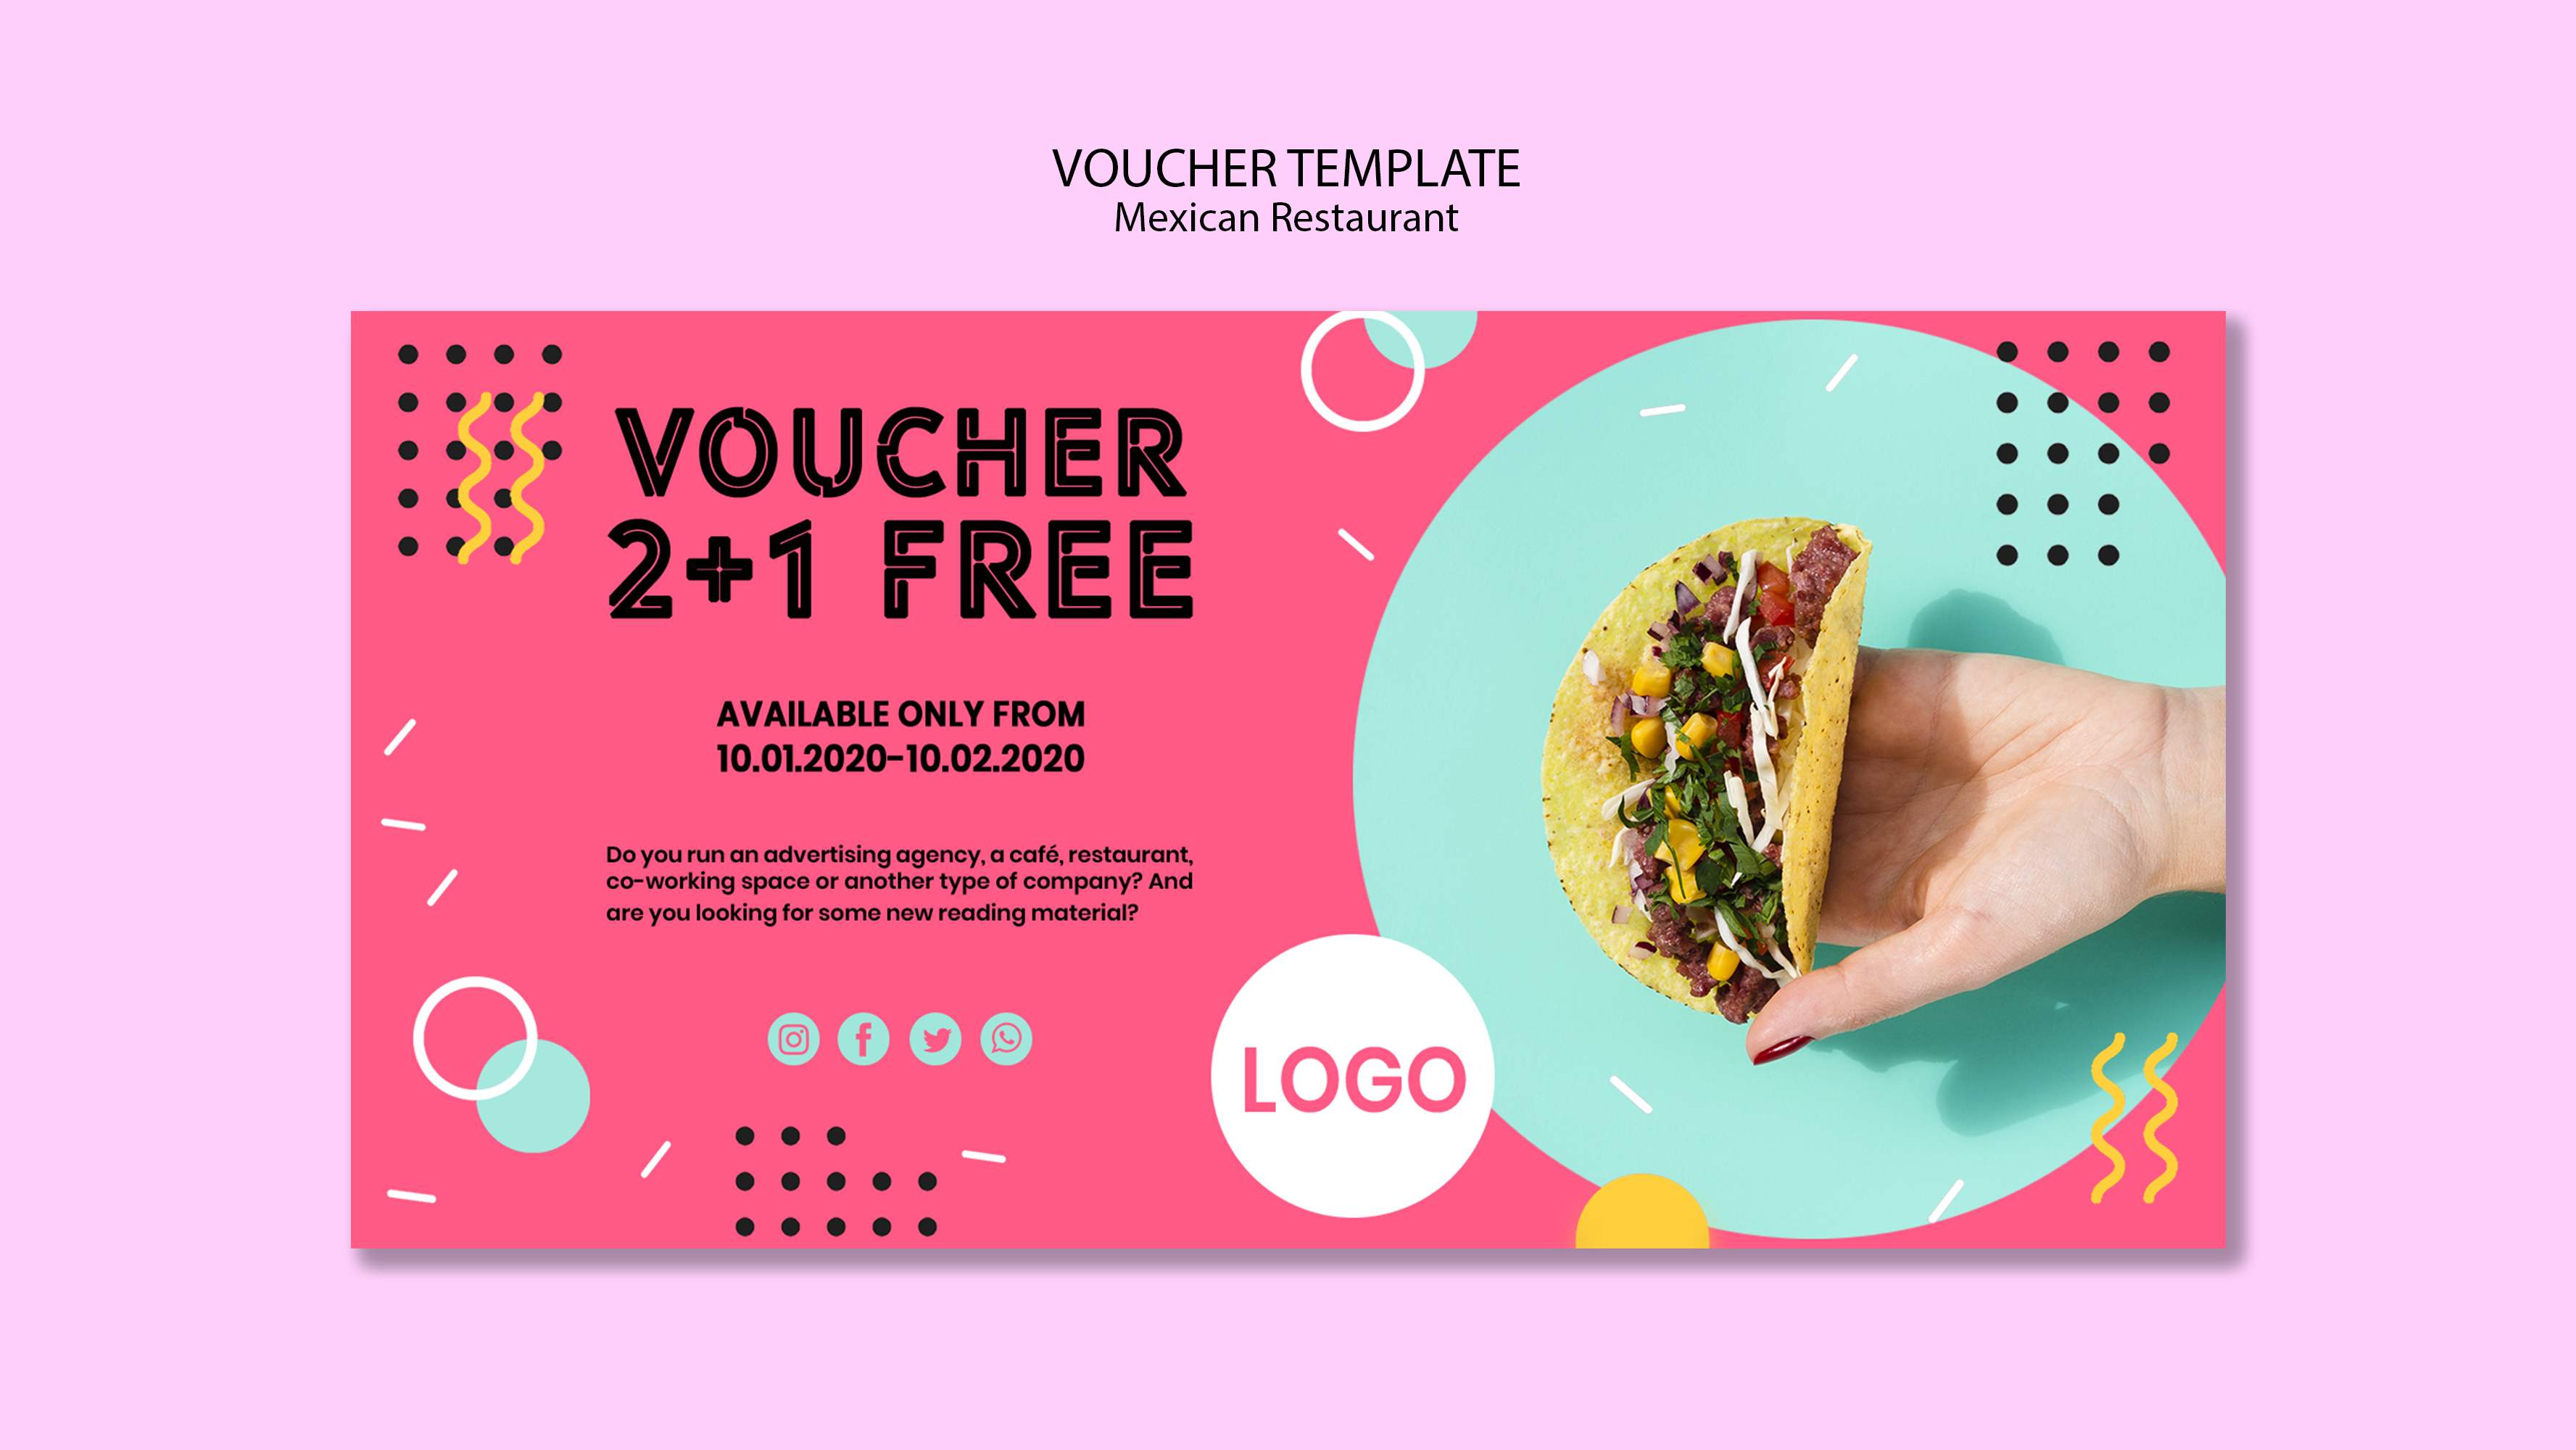 VOUCHER TEMPLATE
Mexican Restaurant
VOUCHER
2+1 FREE
AVAILABLE ONLY FROM
10.01.2020-10.02.2020
Do you run an advertising agency, a café, restaurant,
co-working space or another type of company? And
are you looking for some new reading material?
LOGO